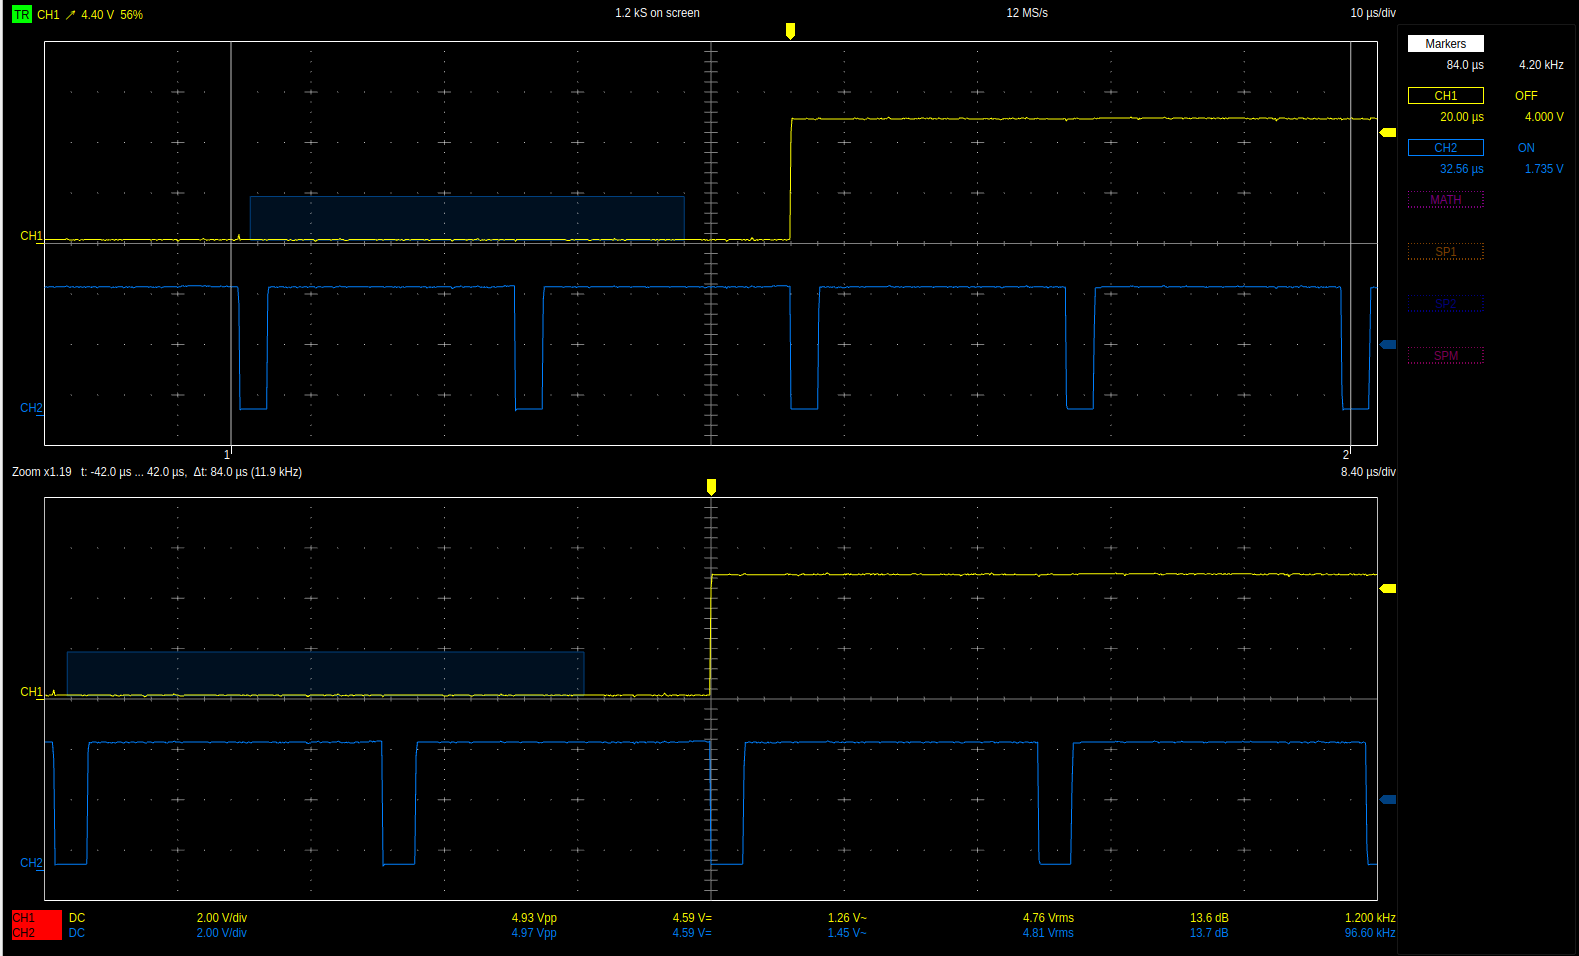 TR CH1 4.40 V 56% 1.2 kS on screen 12 MS/s 10 µs/div
Markers
84.0 µs 4.20 kHz
CH1 OFF
20.00 µs 4.000 V
CH2 ON
32.56 µs 1.735 V
MATH
SP1
SP2
SPM
CH1
CH2
1 2
Zoom x1.19 t: -42.0 µs ... 42.0 µs, Δt: 84.0 µs (11.9 kHz) 8.40 µs/div
CH1
CH2
CH1 DC 2.00 V/div 4.93 Vpp 4.59 V= 1.26 V~ 4.76 Vrms 13.6 dB 1.200 kHz
CH2 DC 2.00 V/div 4.97 Vpp 4.59 V= 1.45 V~ 4.81 Vrms 13.7 dB 96.60 kHz